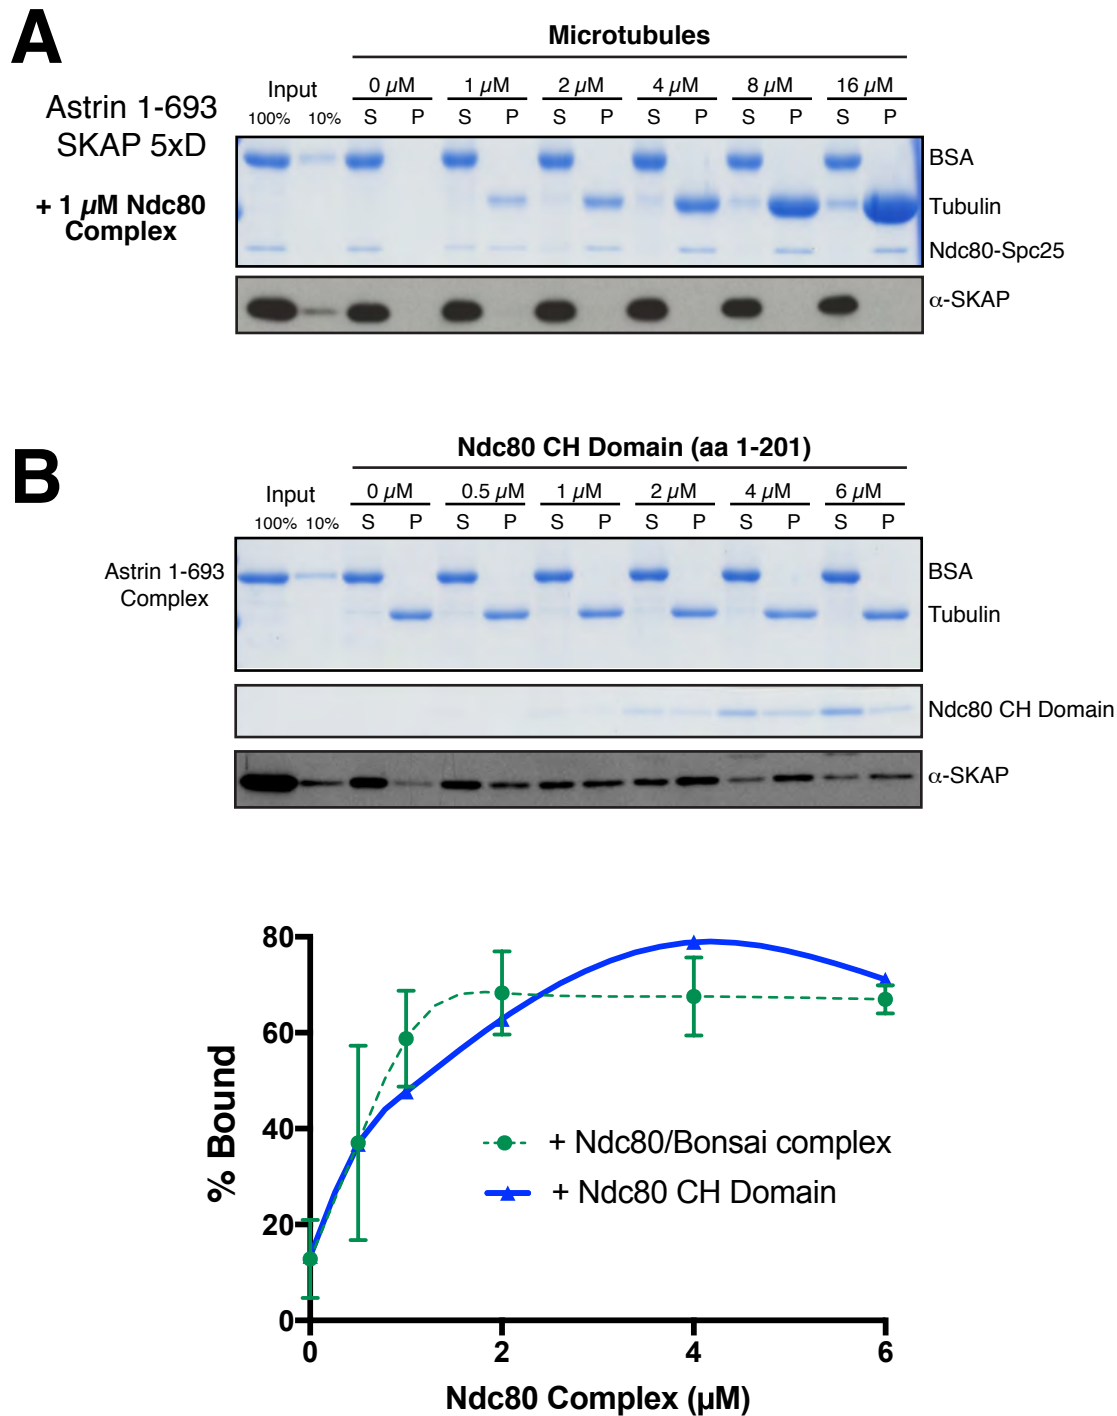 A
Microtubules
Input 0 µM 1 µM 2 µM 4 µM 8 µM 16 µM
100% 10% S P S P S P S P S P S P
Astrin 1-693
SKAP 5xD
+ 1 µM Ndc80
Complex
BSA
Tubulin
Ndc80-Spc25
α-SKAP
B
Ndc80 CH Domain (aa 1-201)
Input 0 µM 0.5 µM 1 µM 2 µM 4 µM 6 µM
100% 10% S P S P S P S P S P S P
Astrin 1-693
Complex
BSA
Tubulin
Ndc80 CH Domain
α-SKAP
80
60
40
20
0
% Bound
+ Ndc80/Bonsai complex
+ Ndc80 CH Domain
0 2 4 6
Ndc80 Complex (µM)